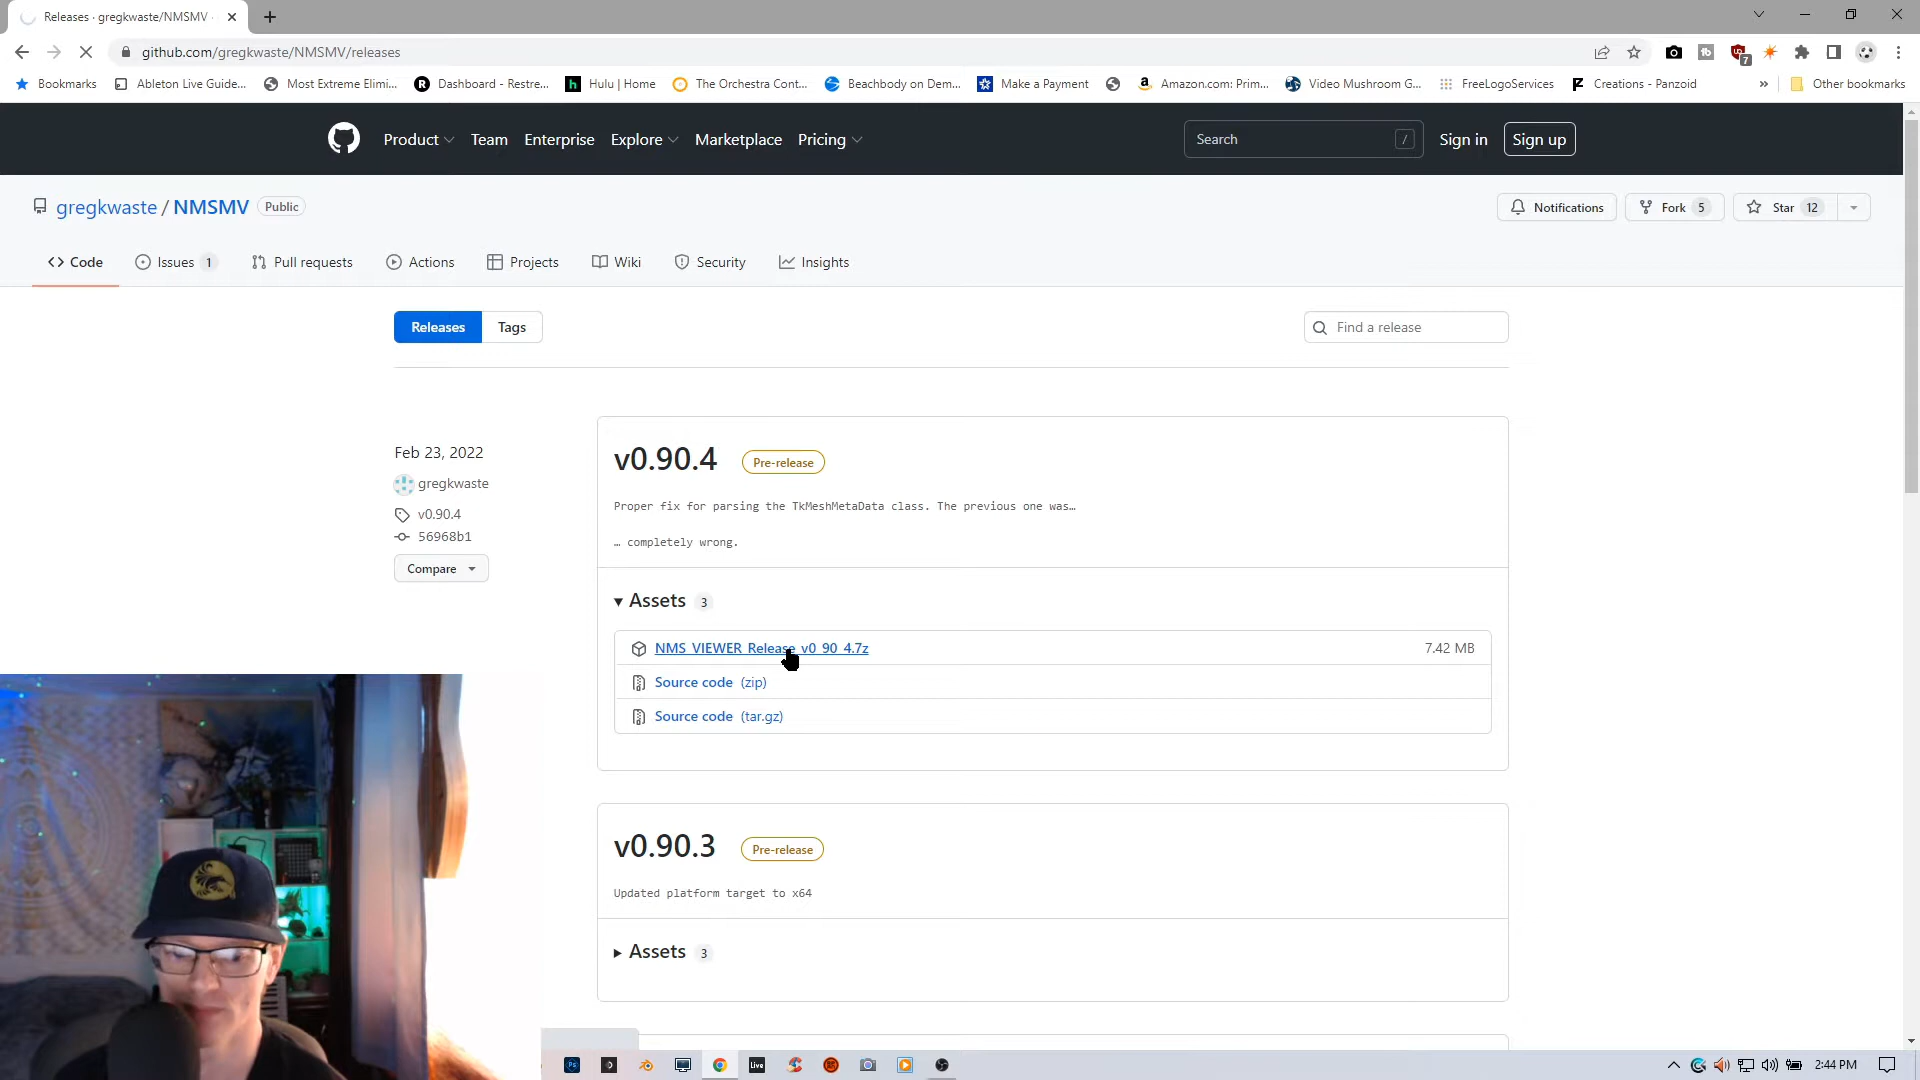 Releases · gregkwaste/NMSMV
github.com/gregkwaste/NMSMV/releases
7
Bookmarks
Ableton Live Guide...
Most Extreme Elimi...
Dashboard - Restre...
Hulu | Home
The Orchestra Cont...
Beachbody on Dem...
Make a Payment
Amazon.com: Prim...
Video Mushroom G...
FreeLogoServices
Creations - Panzoid
»
Other bookmarks
Product
Team
Enterprise
Explore
Marketplace
Pricing
Search
/
Sign in
Sign up
gregkwaste / NMSMV
Public
Notifications
Fork 5
Star 12
Code
Issues 1
Pull requests
Actions
Projects
Wiki
Security
Insights
Releases
Tags
Find a release
Feb 23, 2022
gregkwaste
v0.90.4
56968b1
Compare
v0.90.4
Pre-release
Proper fix for parsing the TkMeshMetaData class. The previous one was…
… completely wrong.
Assets 3
NMS_VIEWER_Release_v0_90_4.7z
7.42 MB
Source code (zip)
Source code (tar.gz)
v0.90.3
Pre-release
Updated platform target to x64
Assets 3
Ps
Live
2:44 PM